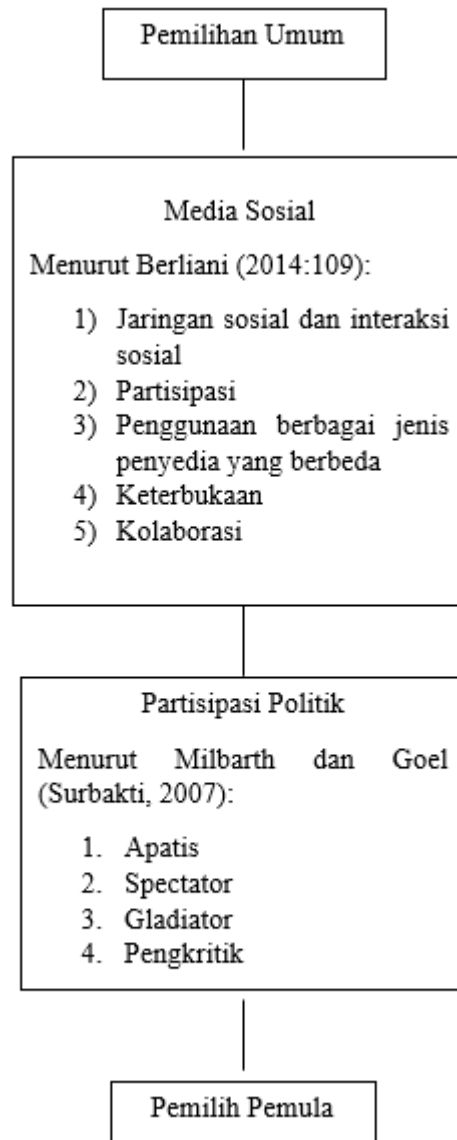 Pemilihan Umum
Media Sosial
Menurut Berliani (2014:109):
1) Jaringan sosial dan interaksi
sosial
2) Partisipasi
3) Penggunaan berbagai jenis
penyedia yang berbeda
4) Keterbukaan
5) Kolaborasi
Partisipasi Politik
Menurut Milbarth dan Goel
(Surbakti, 2007):
1. Apatis
2. Spectator
3. Gladiator
4. Pengkritik
Pemilih Pemula